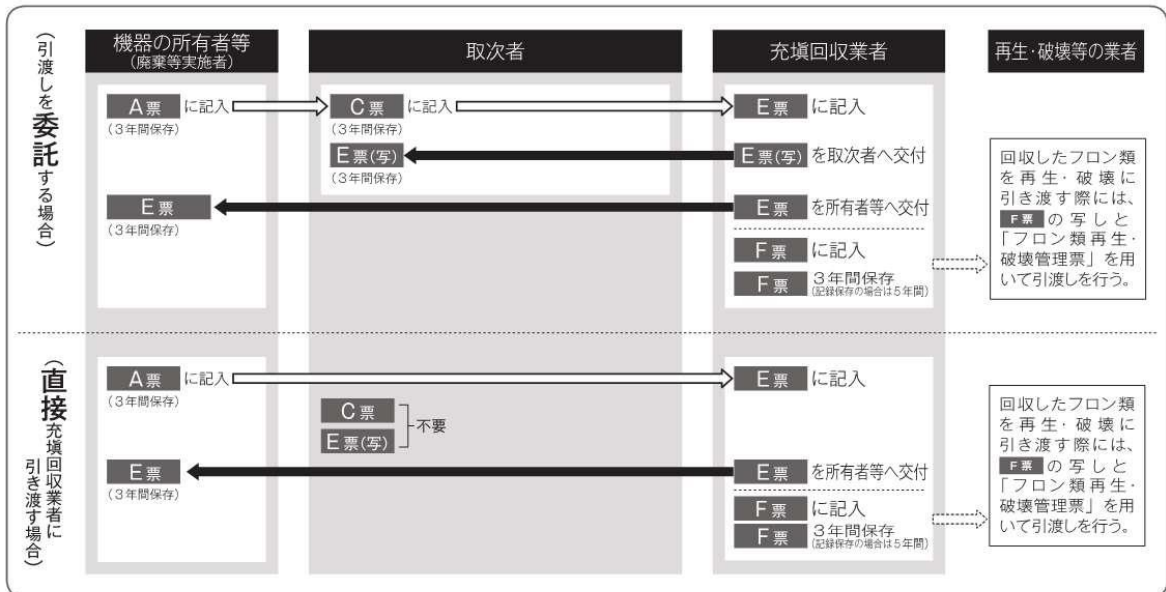 機器の所有者等
(廃棄等実施者)
取次者
充塡回収業者
再生・破壊等の業者
(引渡しを委託する場合)
A票 に記入
(3年間保存)
C票 に記入
(3年間保存)
E票 に記入
E票(写)
(3年間保存)
E票(写) を取次者へ交付
E票
(3年間保存)
E票 を所有者等へ交付
F票 に記入
F票 3年間保存
(記録保存の場合は5年間)
回収したフロン類
を再生・破壊に
引き渡す際には、
F票 の写しと
「フロン類再生・
破壊管理票」を用
いて引渡しを行う。
(直接充塡回収業者に
引き渡す場合)
A票 に記入
(3年間保存)
E票 に記入
C票
E票(写)
不要
E票
(3年間保存)
E票 を所有者等へ交付
F票 に記入
F票 3年間保存
(記録保存の場合は5年間)
回収したフロン類
を再生・破壊に
引き渡す際には、
F票 の写しと
「フロン類再生・
破壊管理票」を用
いて引渡しを行う。